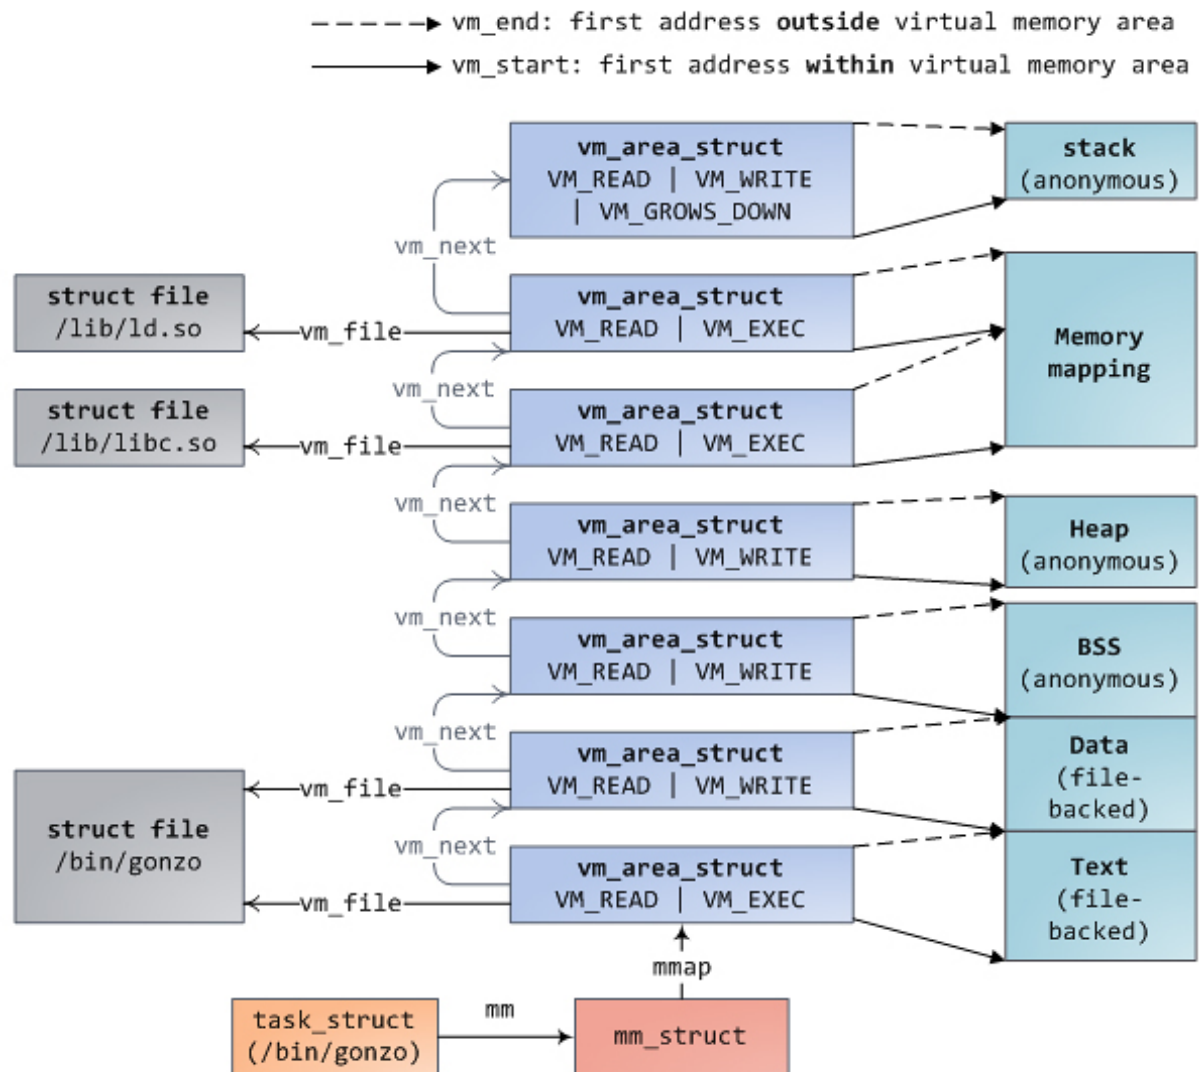 vm_end: first address outside virtual memory area
vm_start: first address within virtual memory area
vm_area_struct
VM_READ | VM_WRITE
| VM_GROWS_DOWN
stack
(anonymous)
vm_next
struct file
/lib/ld.so
vm_file
vm_area_struct
VM_READ | VM_EXEC
Memory
mapping
vm_next
struct file
/lib/libc.so
vm_file
vm_area_struct
VM_READ | VM_EXEC
vm_next
vm_area_struct
VM_READ | VM_WRITE
Heap
(anonymous)
vm_next
vm_area_struct
VM_READ | VM_WRITE
BSS
(anonymous)
vm_next
vm_area_struct
VM_READ | VM_WRITE
Data
(file-
backed)
vm_file
struct file
/bin/gonzo
vm_next
vm_area_struct
VM_READ | VM_EXEC
Text
(file-
backed)
vm_file
mmap
task_struct
(/bin/gonzo)
mm
mm_struct